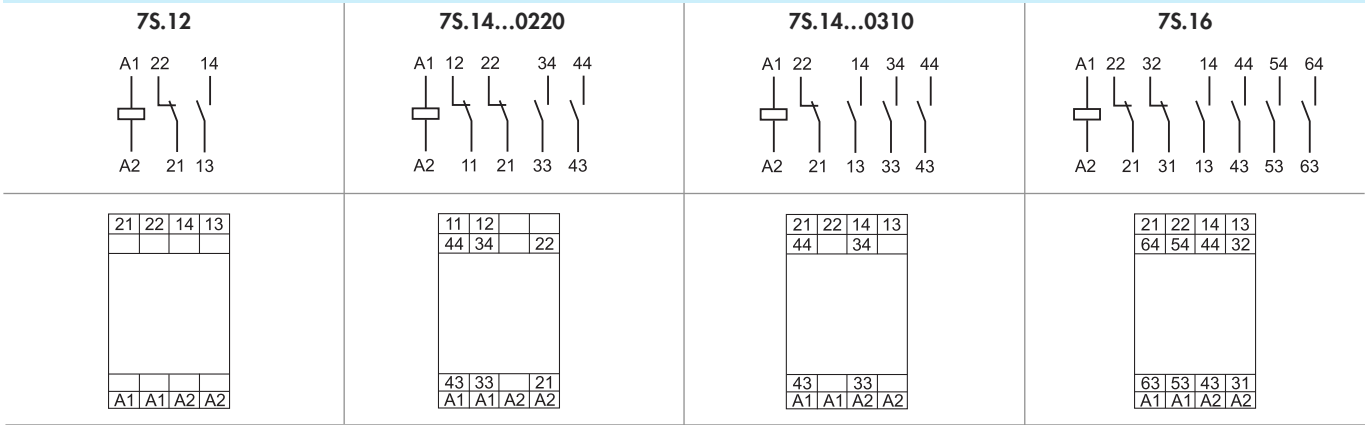 7S.12
7S.14...0220
7S.14...0310
7S.16
A1 22 14
A2 21 13
A1 12 22 34 44
A2 11 21 33 43
A1 22 14 34 44
A2 21 13 33 43
A1 22 32 14 44 54 64
A2 21 31 13 43 53 63
21 22 14 13
A1 A1 A2 A2
11 12
44 34 22
43 33 21
A1 A1 A2 A2
21 22 14 13
44 34
43 33
A1 A1 A2 A2
21 22 14 13
64 54 44 32
63 53 43 31
A1 A1 A2 A2